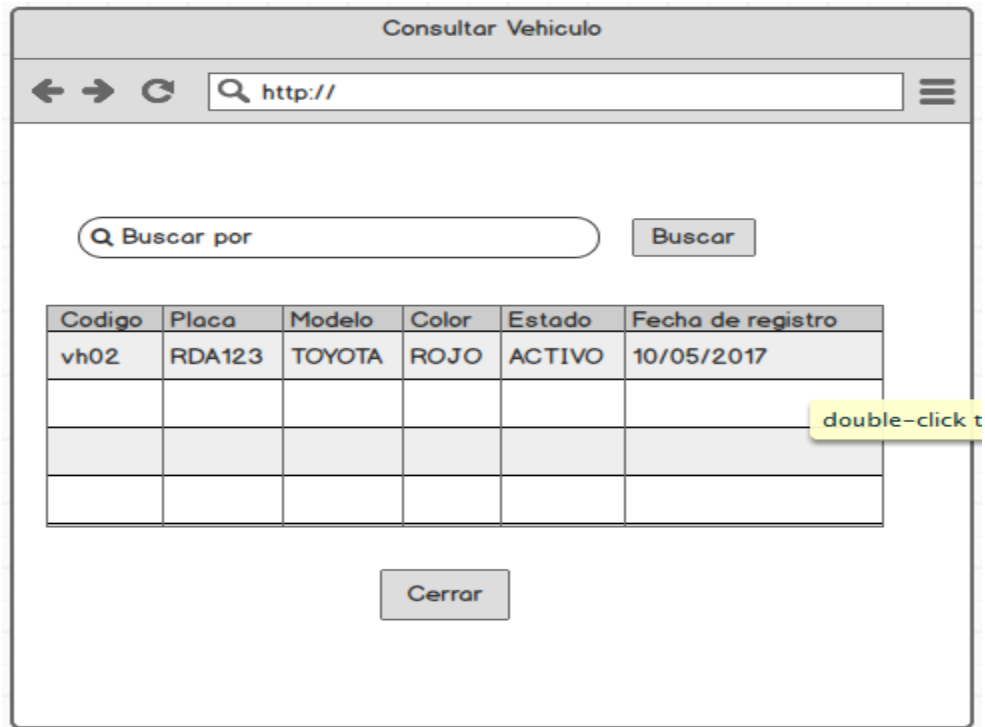 Consultar Vehiculo
http://
Buscar por
Buscar
Codigo Placa Modelo Color Estado Fecha de registro
vh02 RDA123 TOYOTA ROJO ACTIVO 10/05/2017
double-click t
Cerrar